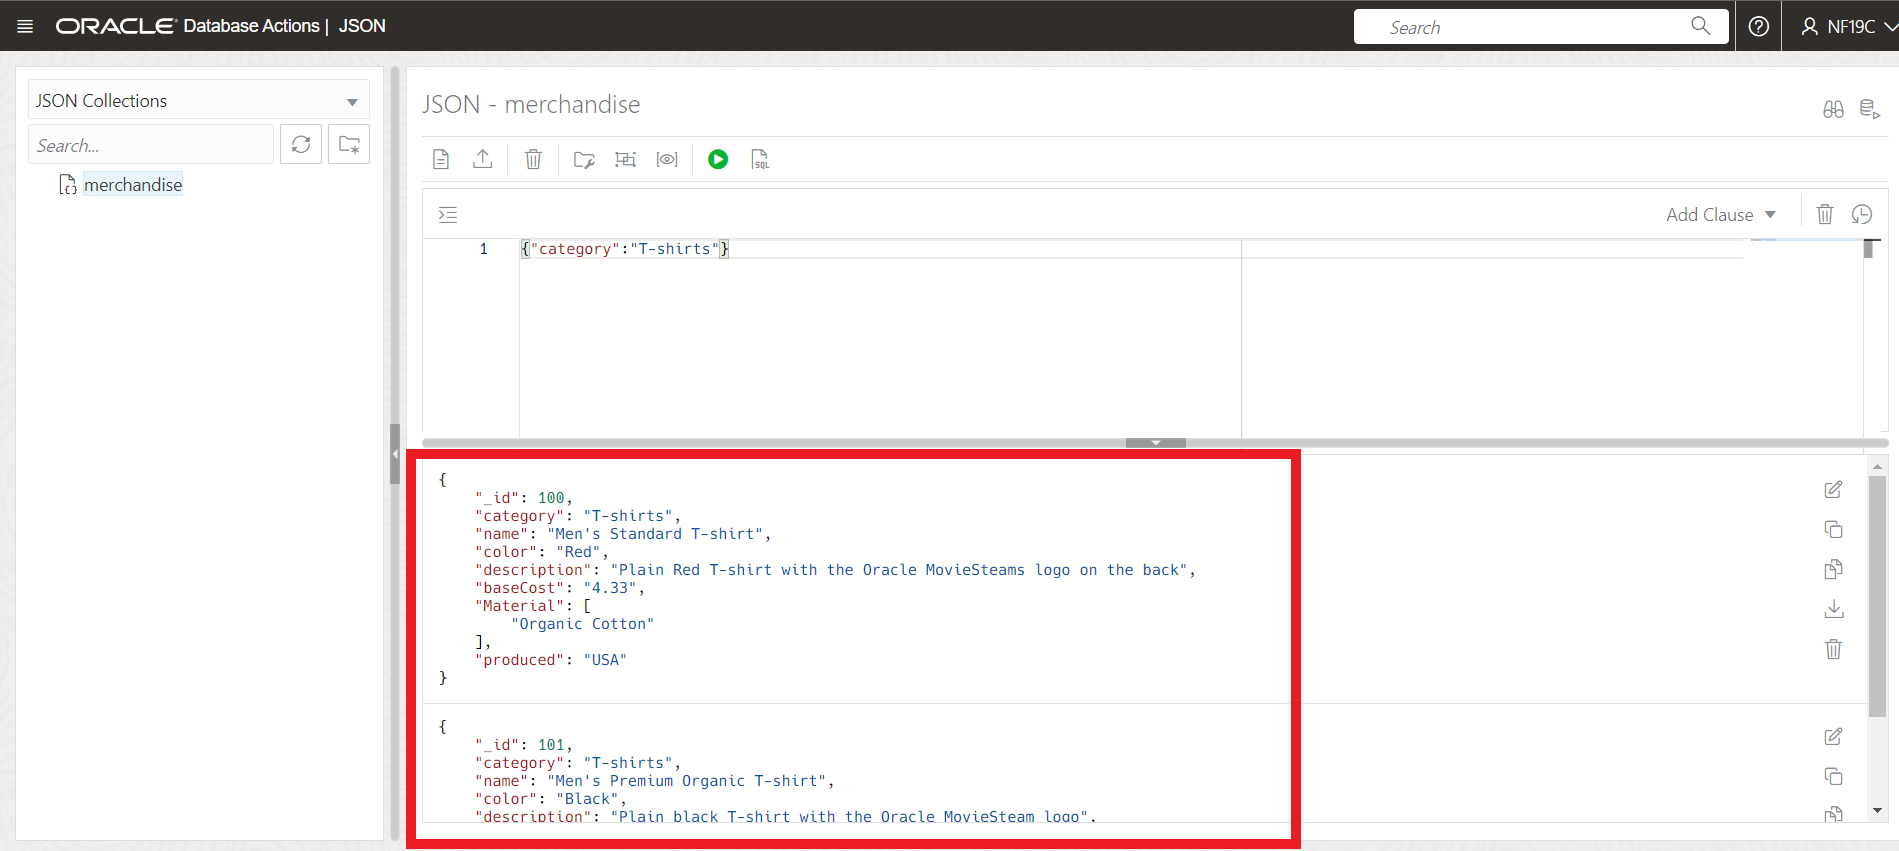 ORACLE Database Actions | JSON
Search
NF19C
JSON Collections
Search...
merchandise
JSON - merchandise
SQL
Add Clause
1 {"category":"T-shirts"}
{
"_id": 100,
"category": "T-shirts",
"name": "Men's Standard T-shirt",
"color": "Red",
"description": "Plain Red T-shirt with the Oracle MovieSteams logo on the back",
"baseCost": "4.33",
"Material": [
"Organic Cotton"
],
"produced": "USA"
}
{
"_id": 101,
"category": "T-shirts",
"name": "Men's Premium Organic T-shirt",
"color": "Black",
"description": "Plain black T-shirt with the Oracle MovieSteam logo",